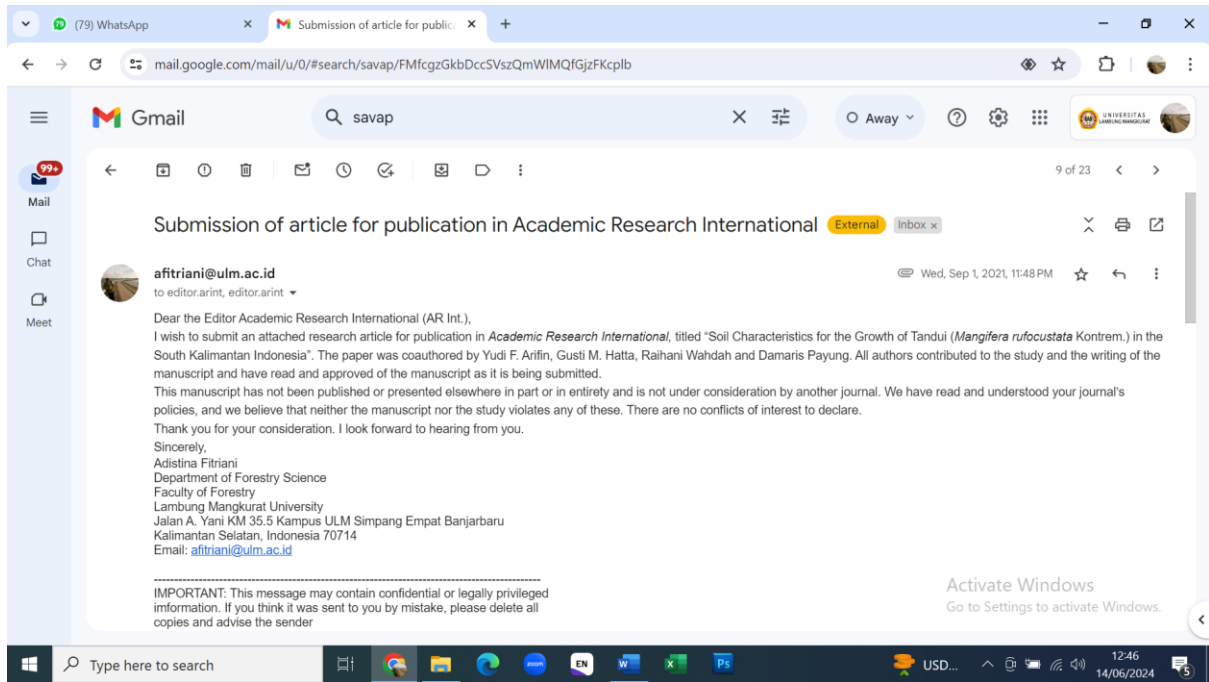 (79) WhatsApp
Submission of article for public
mail.google.com/mail/u/0/#search/savap/FMfcgzGkbDccSVszQmWlMQfGjzFKcplb
Gmail
savap
Away
UNIVERSITAS
LAMBUNG MANGKURAT
99+
Mail
Chat
Meet
9 of 23
Submission of article for publication in Academic Research International External Inbox x
afitriani@ulm.ac.id
Wed, Sep 1, 2021, 11:48 PM
to editor.arint, editor.arint
Dear the Editor Academic Research International (AR Int.),
I wish to submit an attached research article for publication in Academic Research International, titled “Soil Characteristics for the Growth of Tandui (Mangifera rufocustata Kontrem.) in the
South Kalimantan Indonesia”. The paper was coauthored by Yudi F. Arifin, Gusti M. Hatta, Raihani Wahdah and Damaris Payung. All authors contributed to the study and the writing of the
manuscript and have read and approved of the manuscript as it is being submitted.
This manuscript has not been published or presented elsewhere in part or in entirety and is not under consideration by another journal. We have read and understood your journal's
policies, and we believe that neither the manuscript nor the study violates any of these. There are no conflicts of interest to declare.
Thank you for your consideration. I look forward to hearing from you.
Sincerely,
Adistina Fitriani
Department of Forestry Science
Faculty of Forestry
Lambung Mangkurat University
Jalan A. Yani KM 35.5 Kampus ULM Simpang Empat Banjarbaru
Kalimantan Selatan, Indonesia 70714
Email: afitriani@ulm.ac.id
------------------------------------------------------------------------------------------------
IMPORTANT: This message may contain confidential or legally privileged
imformation. If you think it was sent to you by mistake, please delete all
copies and advise the sender
Activate Windows
Go to Settings to activate Windows.
Type here to search
zoom
EN
W
X
Ps
USD...
12:46
14/06/2024
5